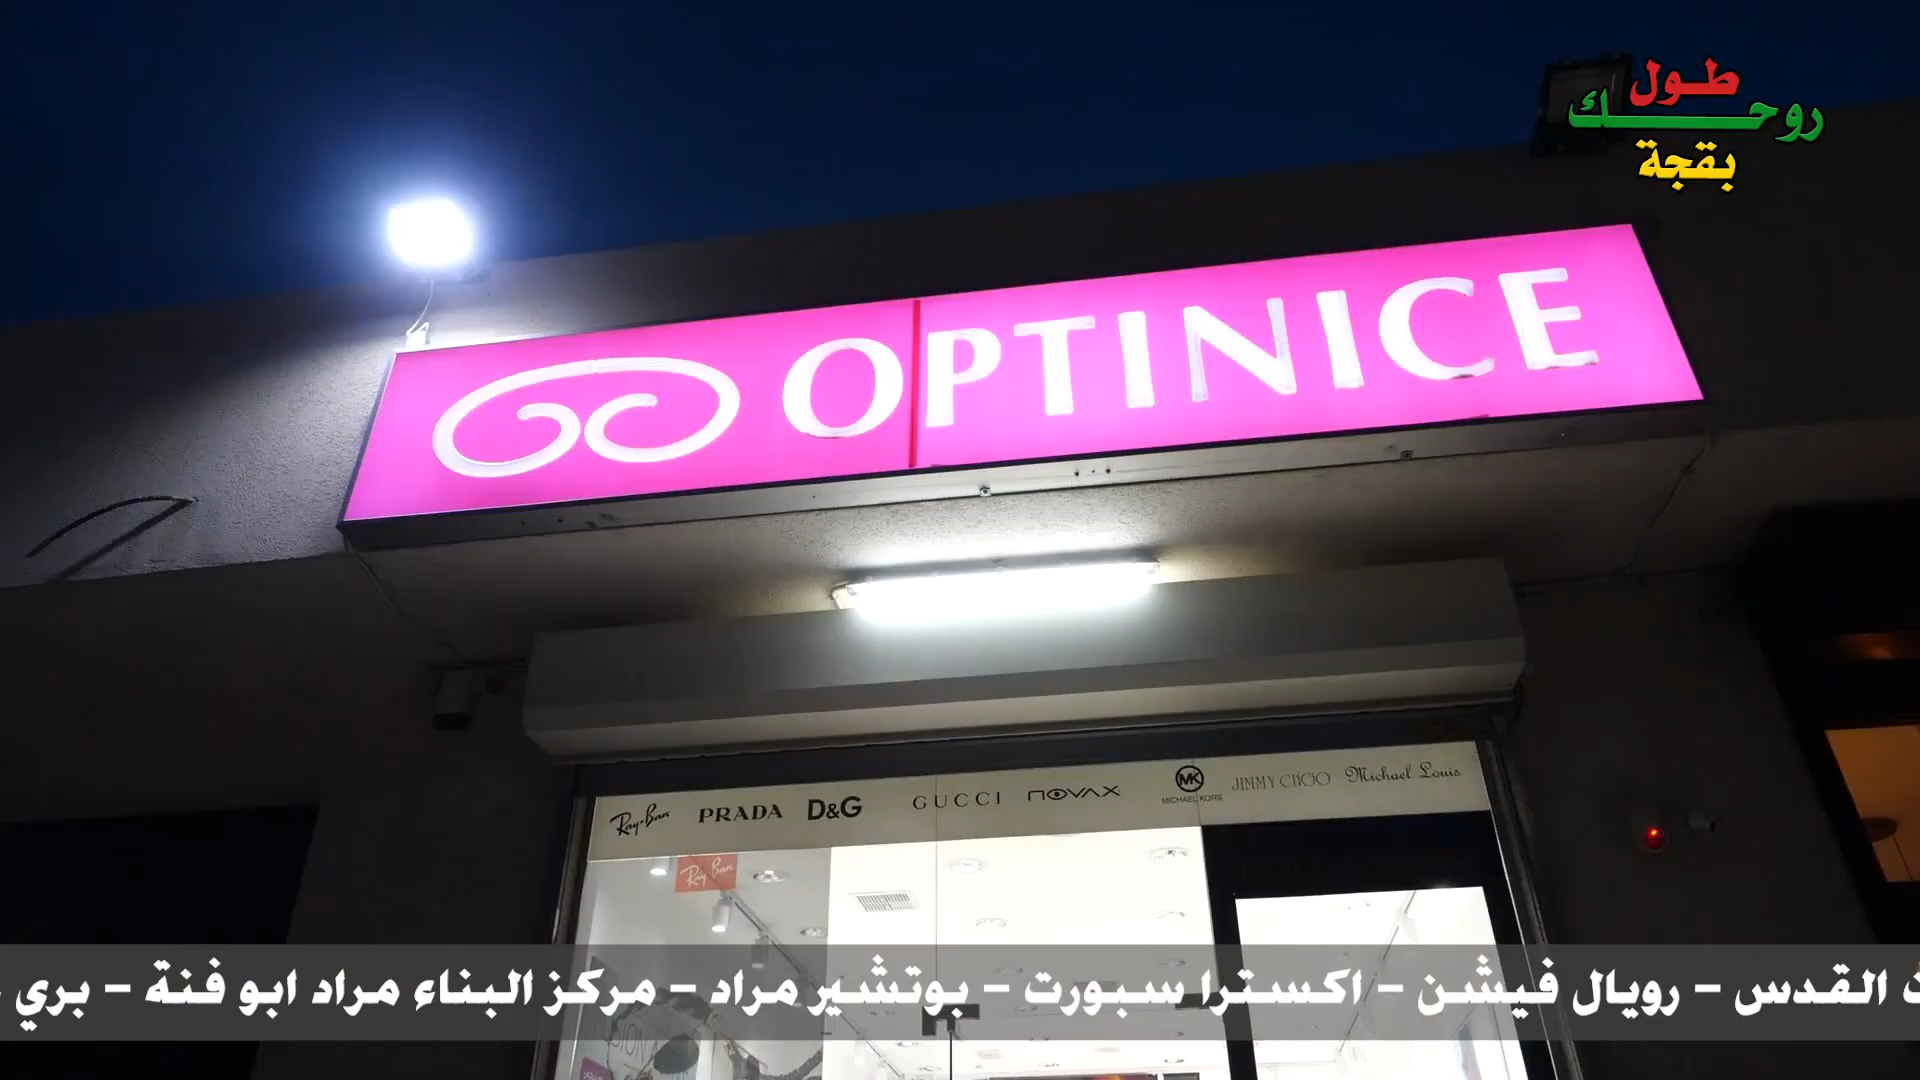 طول
روحك
بقجة
OPTINICE
Ray-Ban PRADA D&G GUCCI NOVAX MK MICHAEL KORS JIMMY CHOO Michael Louis
Ray-Ban
القدس - رويال فيشن - اكسترا سبورت - بوتشير مراد - مركز البناء مراد ابو فنة - بري